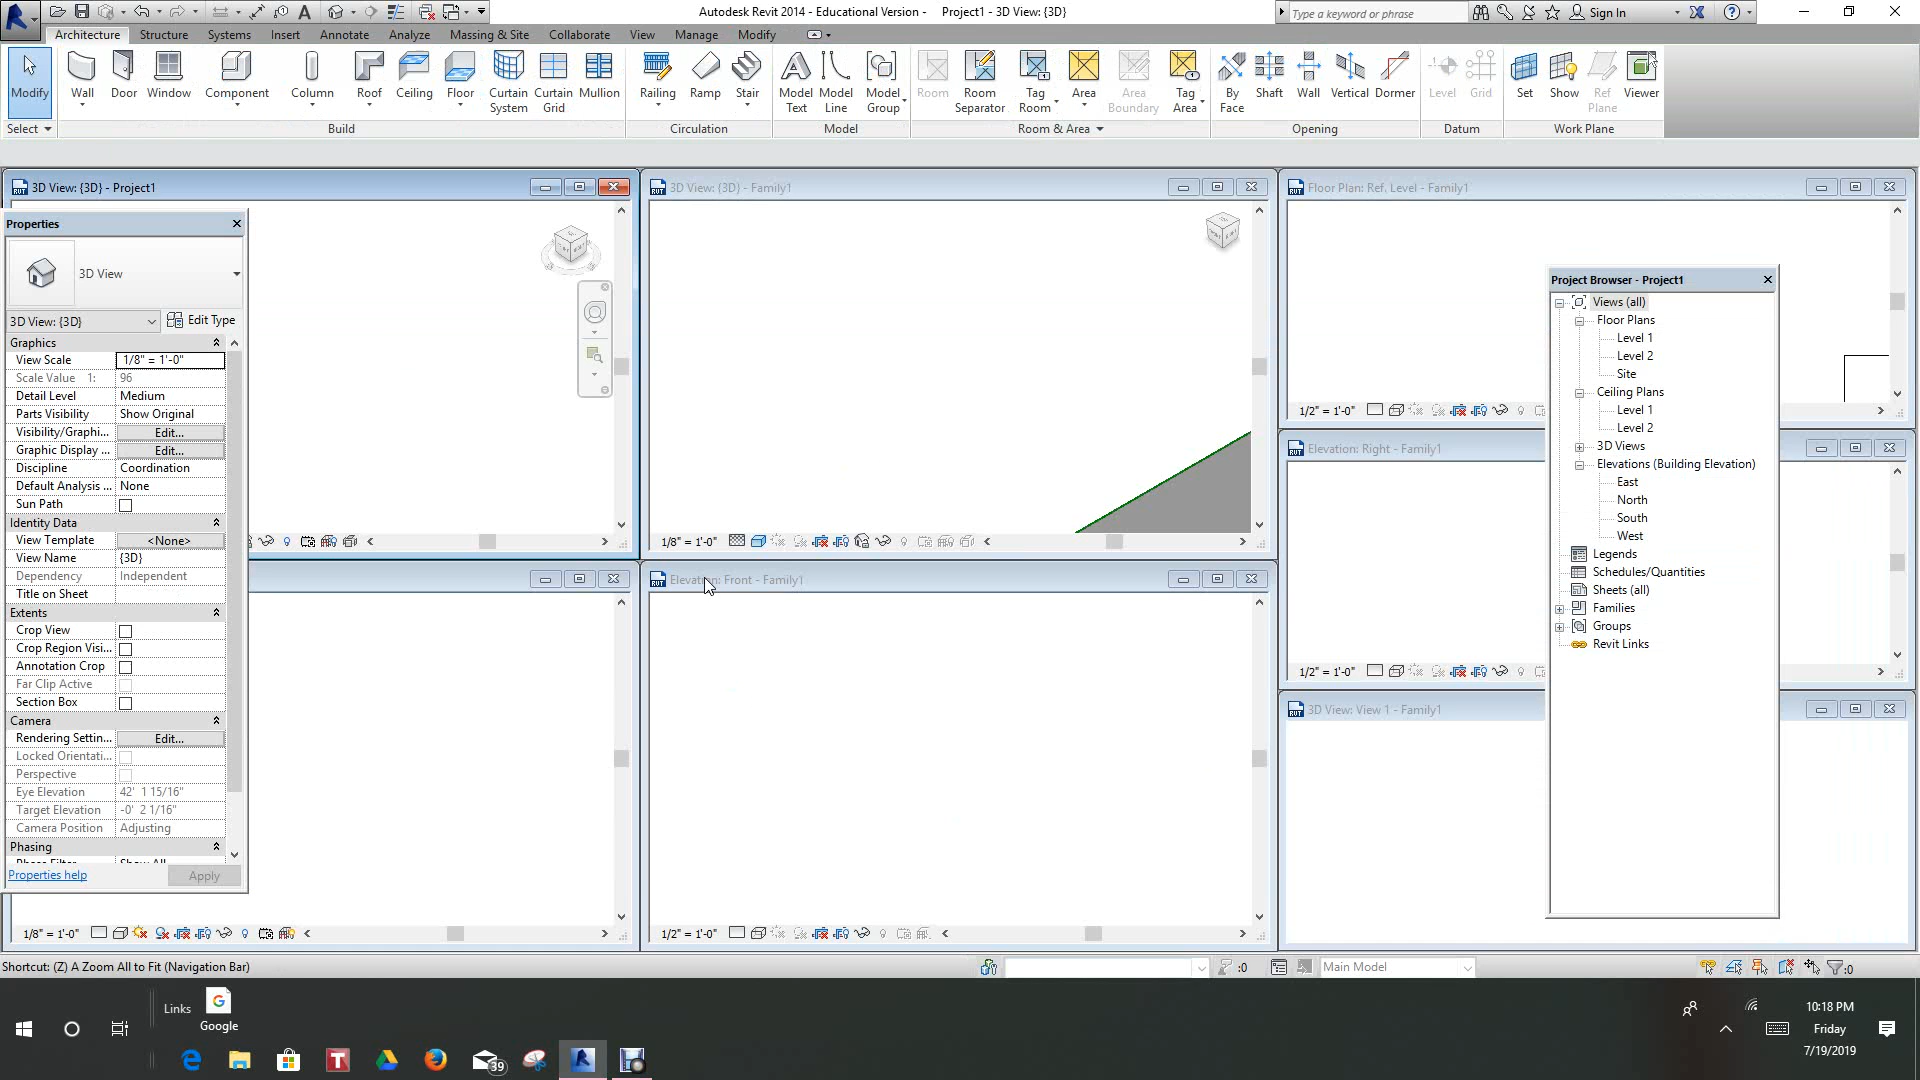 Autodesk Revit 2014 - Educational Version - Project1 - 3D View: {3D}
Type a keyword or phrase
Sign In
Architecture Structure Systems Insert Annotate Analyze Massing & Site Collaborate View Manage Modify
Modify Wall Door Window Component Column Roof Ceiling Floor Curtain System Curtain Grid Mullion Railing Ramp Stair Model Text Model Line Model Group Room Room Separator Tag Room Area Area Boundary Tag Area By Face Shaft Wall Vertical Dormer Level Grid Set Show Ref Plane Viewer
Select Build Circulation Model Room & Area Opening Datum Work Plane
3D View: {3D} - Project1
3D View: {3D} - Family1
Floor Plan: Ref. Level - Family1
Properties
3D View
3D View: {3D} Edit Type
Graphics
View Scale 1/8" = 1'-0"
Scale Value 1: 96
Detail Level Medium
Parts Visibility Show Original
Visibility/Graphi... Edit...
Graphic Display ... Edit...
Discipline Coordination
Default Analysis ... None
Sun Path
Identity Data
View Template <None>
View Name {3D}
Dependency Independent
Title on Sheet
Extents
Crop View
Crop Region Visi...
Annotation Crop
Far Clip Active
Section Box
Camera
Rendering Settin... Edit...
Locked Orientati...
Perspective
Eye Elevation 42' 1 15/16"
Target Elevation -0' 2 1/16"
Camera Position Adjusting
Phasing
Phase Filter Show All
Properties help Apply
1/8" = 1'-0"
1/2" = 1'-0"
Elevation: Right - Family1
1/2" = 1'-0"
Elevation: Front - Family1
3D View: View 1 - Family1
Project Browser - Project1
Views (all)
Floor Plans
Level 1
Level 2
Site
Ceiling Plans
Level 1
Level 2
3D Views
Elevations (Building Elevation)
East
North
South
West
Legends
Schedules/Quantities
Sheets (all)
Families
Groups
Revit Links
1/8" = 1'-0"
1/2" = 1'-0"
Shortcut: (Z) A Zoom All to Fit (Navigation Bar)
:0
Main Model
:0
Links
Google
39
10:18 PM
Friday
7/19/2019